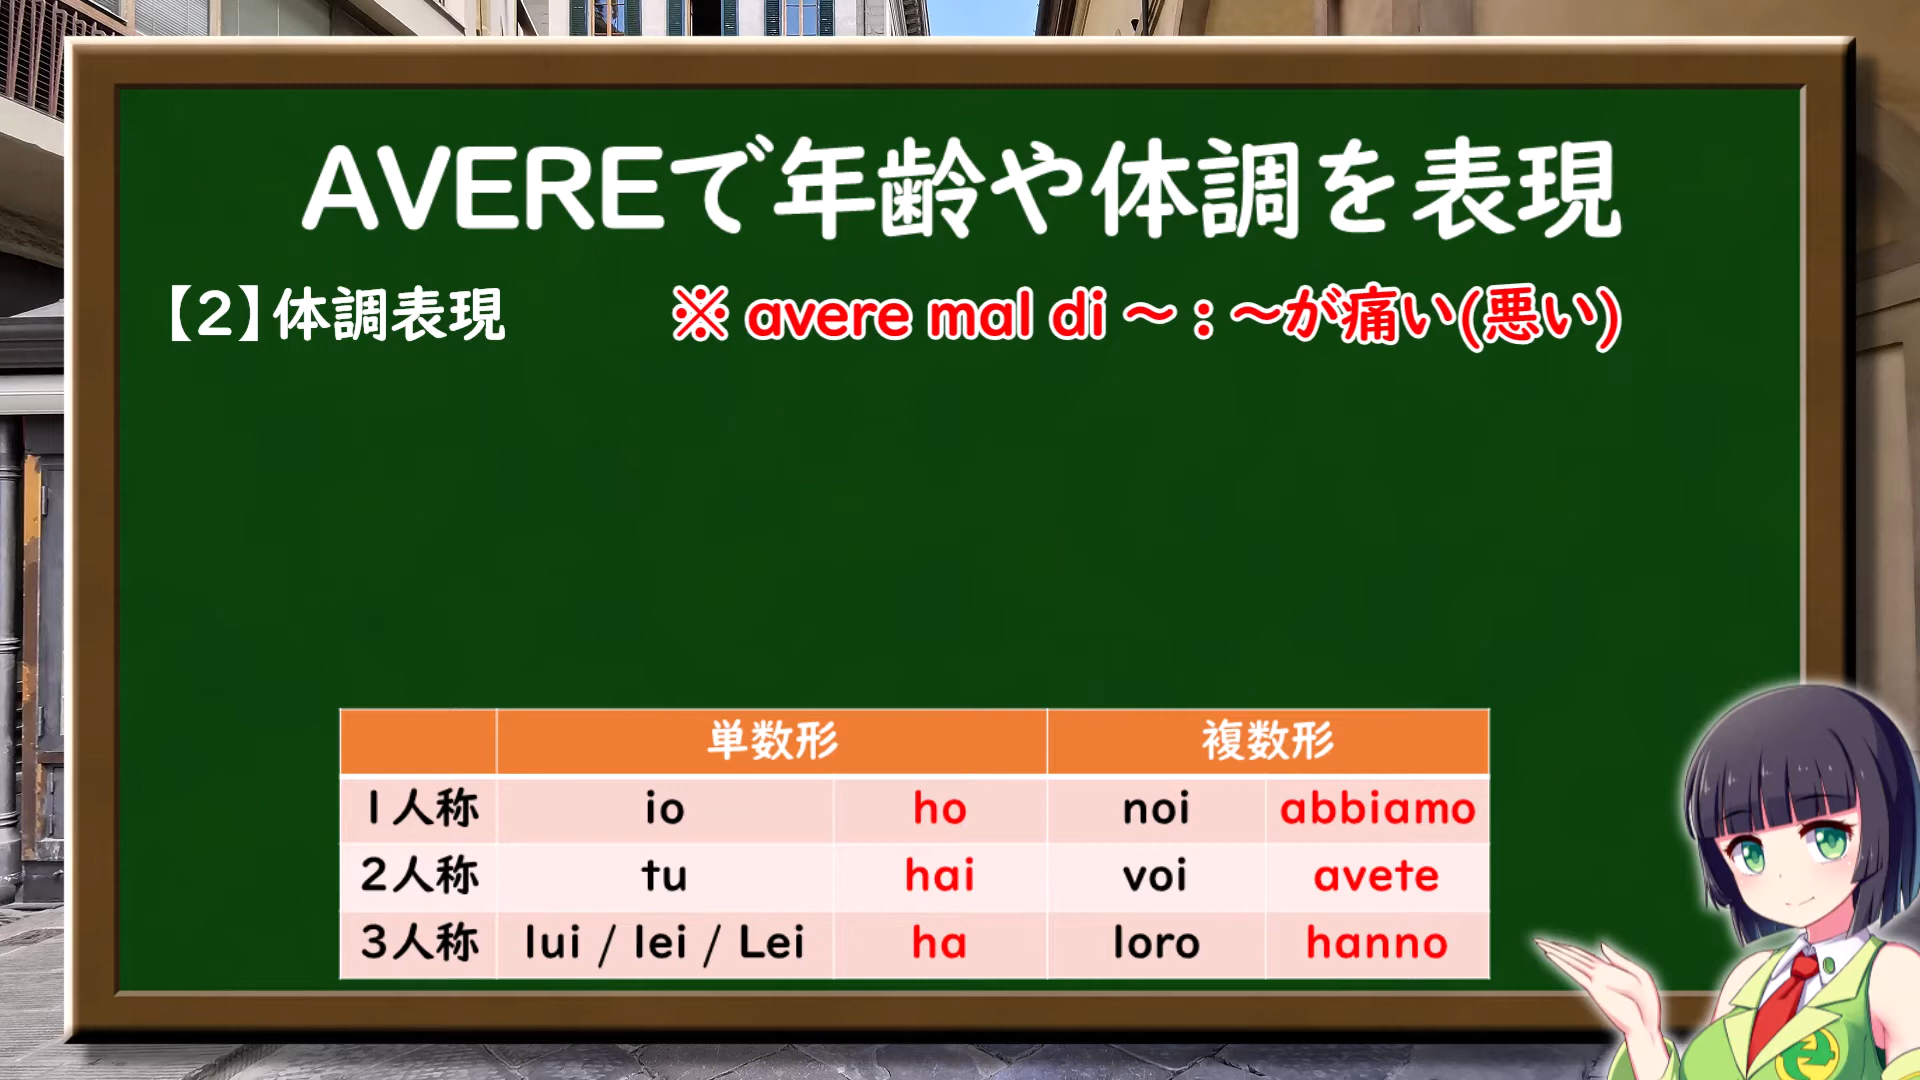 AVEREで年齢や体調を表現
【2】体調表現 ※ avere mal di ～ : ～が痛い(悪い)
単数形 複数形
1人称 io ho noi abbiamo
2人称 tu hai voi avete
3人称 lui / lei / Lei ha loro hanno